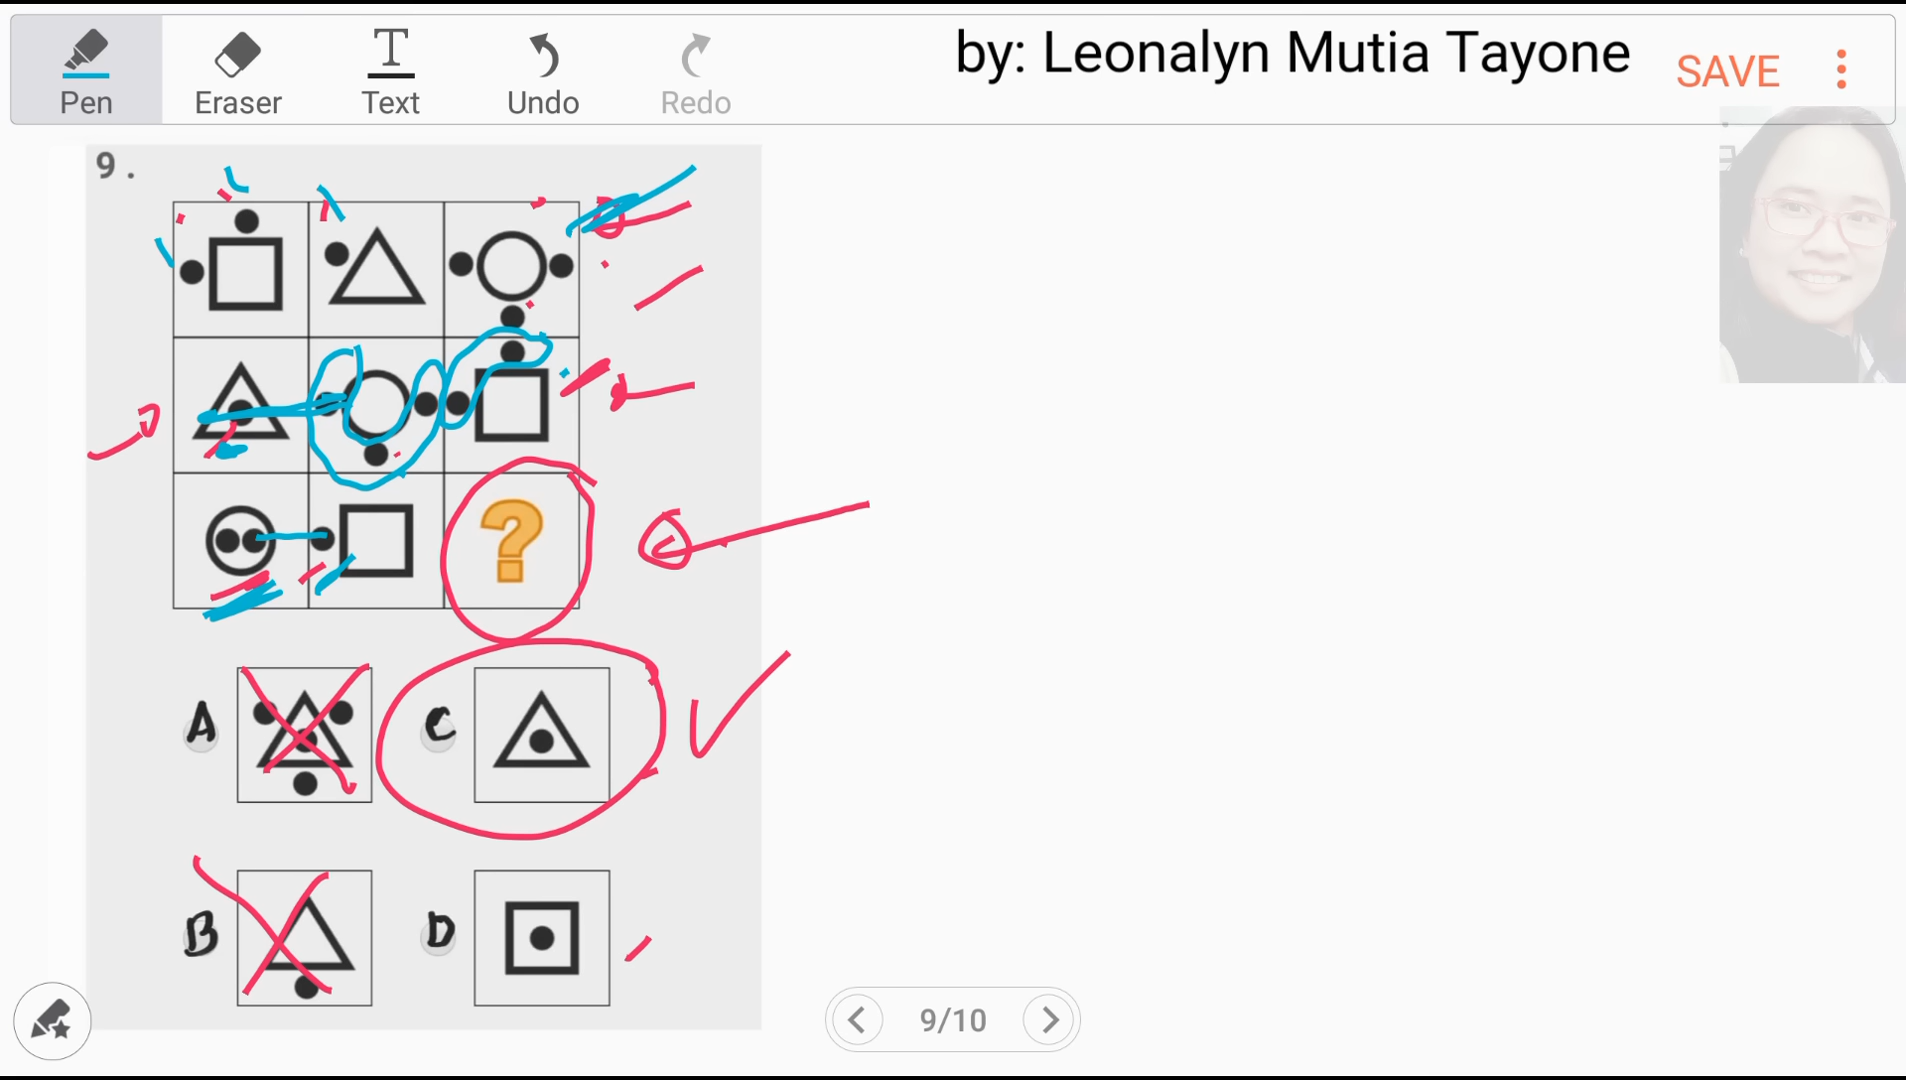 by: Leonalyn Mutia Tayone
SAVE
Pen
Eraser
Text
Undo
Redo
9.
?
A
C
B
D
9/10